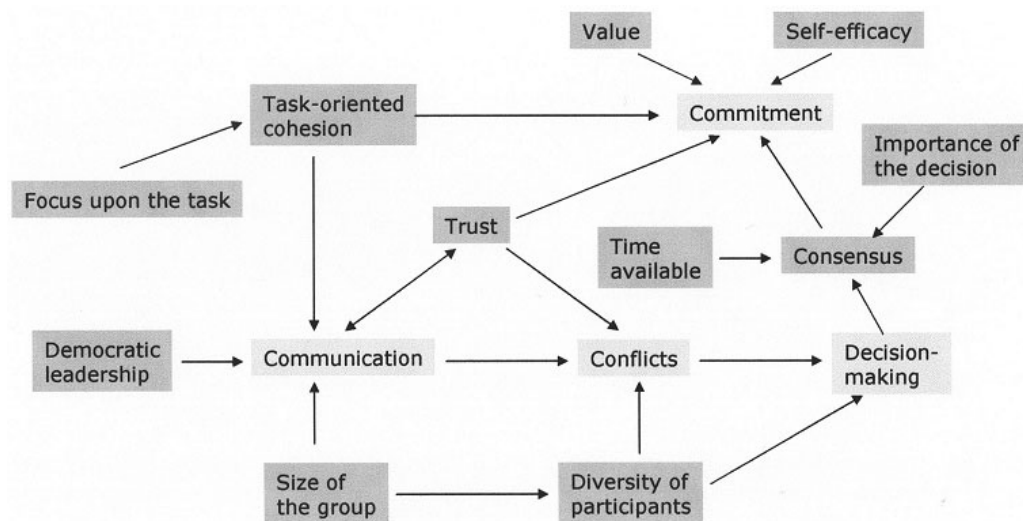 Value
Self-efficacy
Task-oriented
cohesion
Commitment
Importance of
the decision
Focus upon the task
Trust
Time
available
Consensus
Democratic
leadership
Communication
Conflicts
Decision-
making
Size of
the group
Diversity of
participants